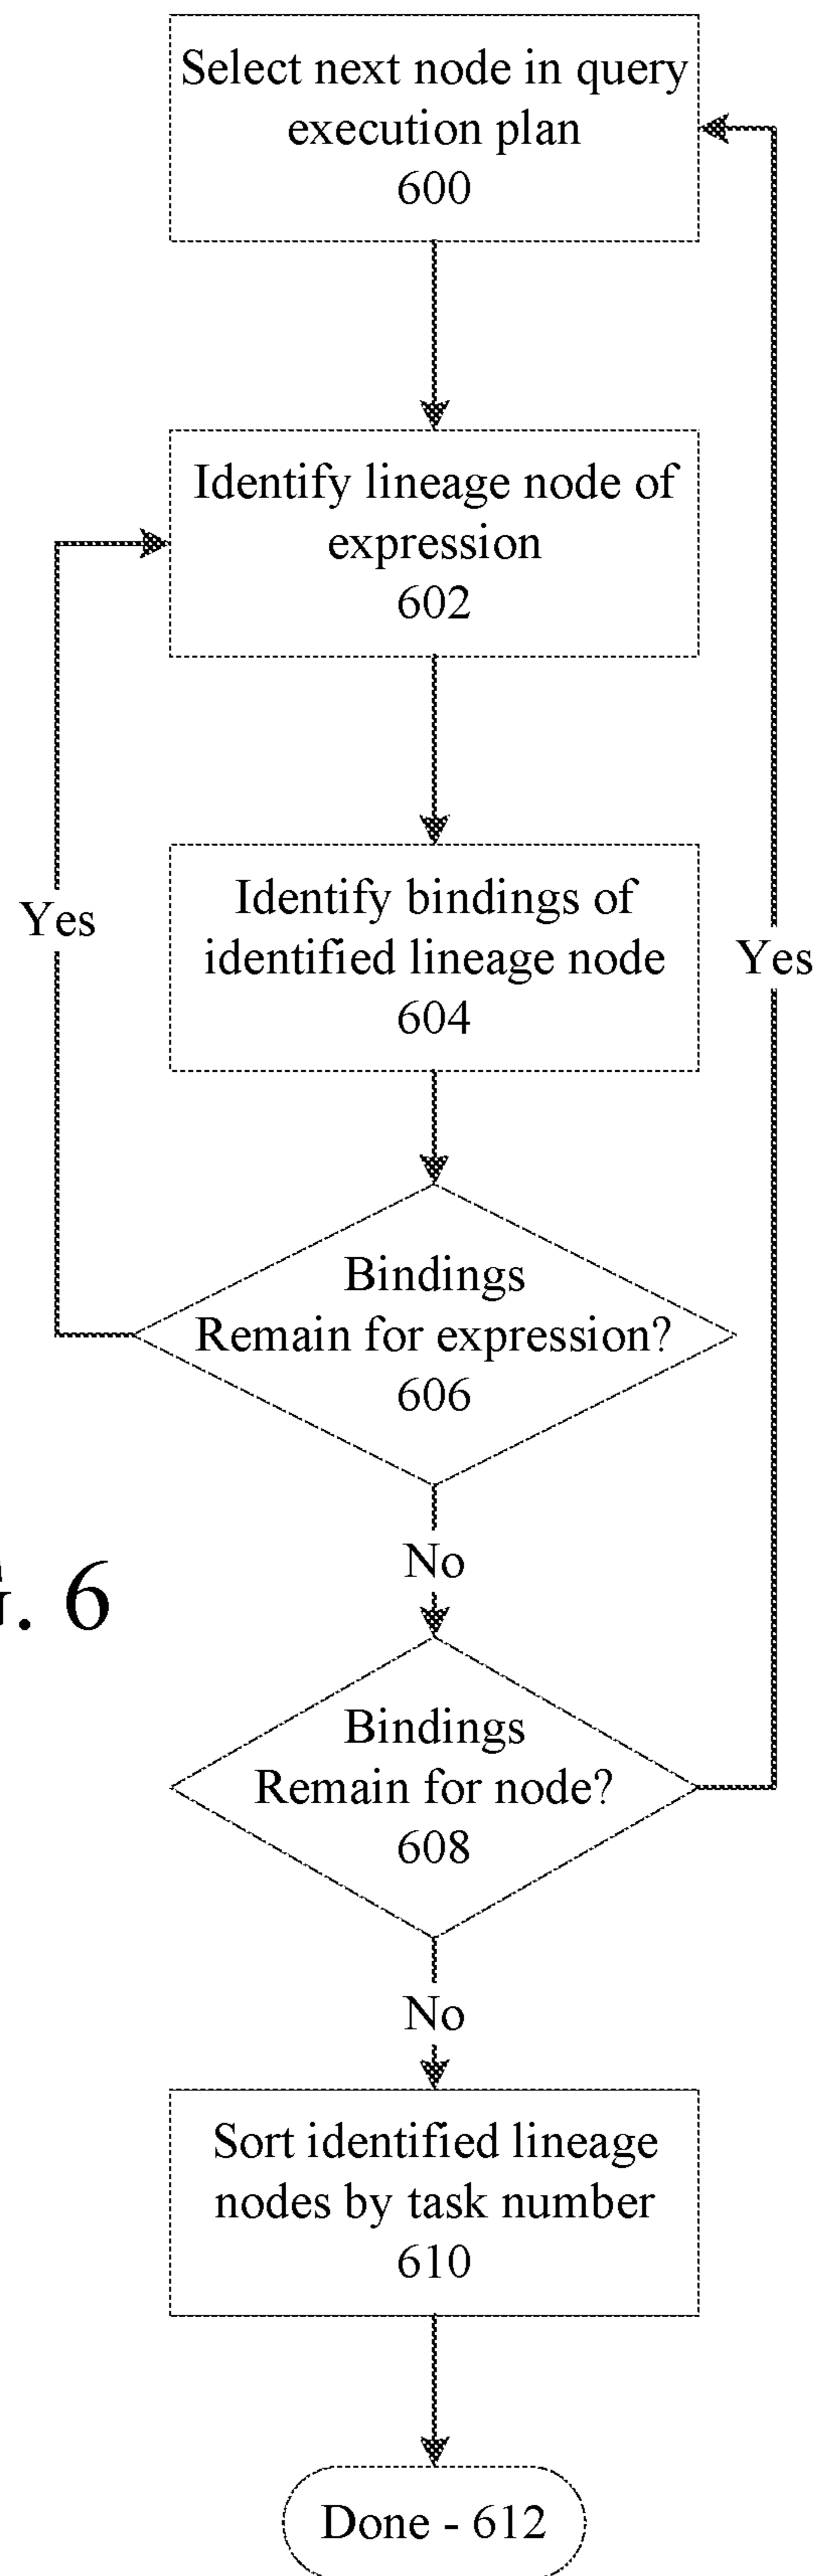 Select next node in query
execution plan
600
Identify lineage node of
expression
602
Identify bindings of
identified lineage node
604
Yes
Yes
Bindings
Remain for expression?
606
No
. 6
Bindings
Remain for node?
608
No
Sort identified lineage
nodes by task number
610
Done - 612